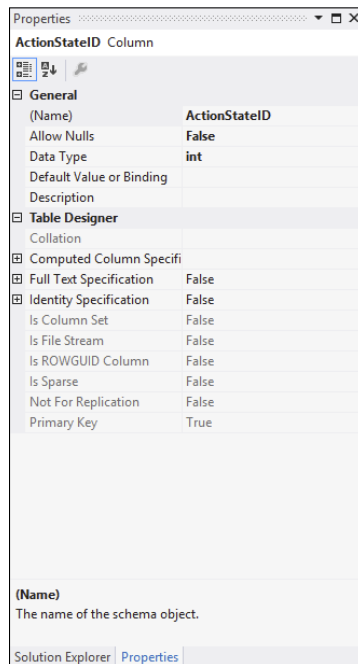 Properties
ActionStateID Column
General
(Name) ActionStateID
Allow Nulls False
Data Type int
Default Value or Binding
Description
Table Designer
Collation
Computed Column Specifi
Full Text Specification False
Identity Specification False
Is Column Set False
Is File Stream False
Is ROWGUID Column False
Is Sparse False
Not For Replication False
Primary Key True
(Name)
The name of the schema object.
Solution Explorer Properties